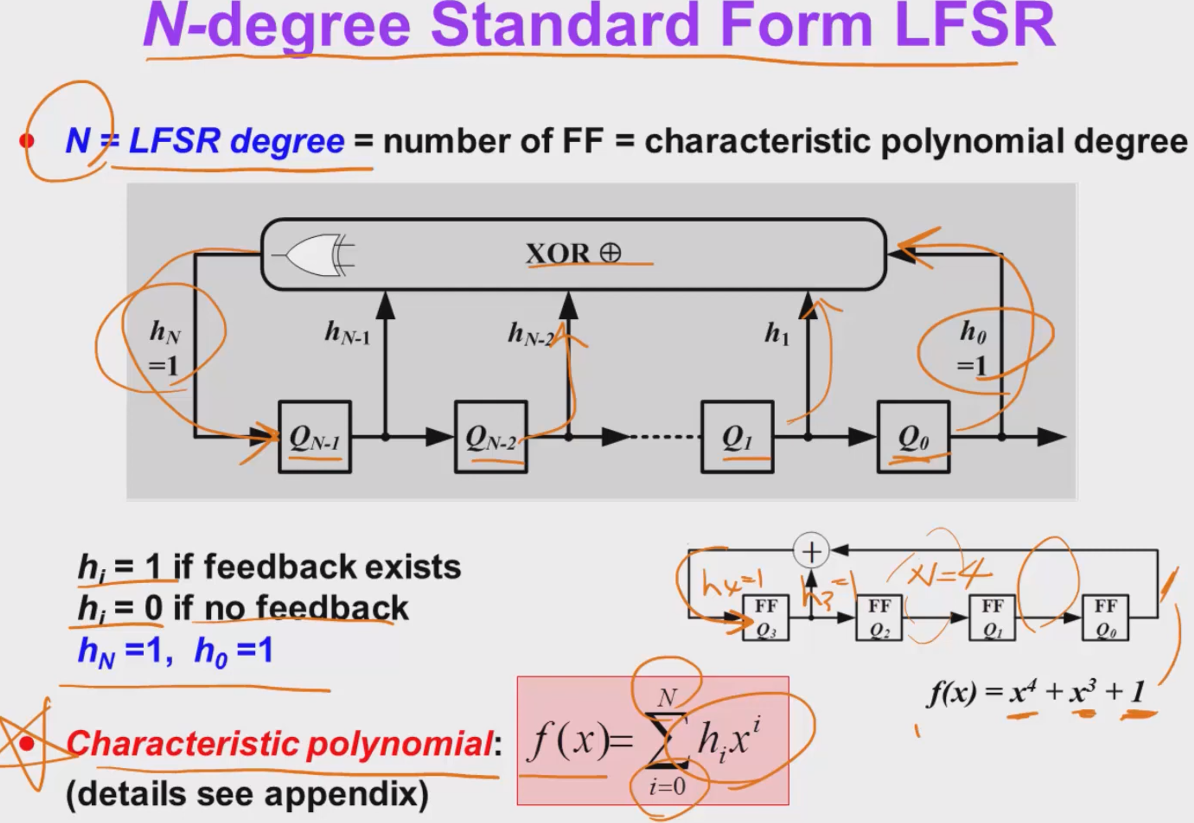 N-degree Standard Form LFSR
• N = LFSR degree = number of FF = characteristic polynomial degree
XOR ⊕
h_N =1
h_{N-1}
h_{N-2}
h_1
h_0 =1
Q_{N-1}
Q_{N-2}
Q_1
Q_0
h_i = 1 if feedback exists
h_i = 0 if no feedback
h_N =1, h_0 =1
+
h_4=1
h_3=1
N=4
FF Q_3
FF Q_2
FF Q_1
FF Q_0
f(x) = x^4 + x^3 + 1
• Characteristic polynomial: f(x)= \sum_{i=0}^{N} h_i x^i
(details see appendix)